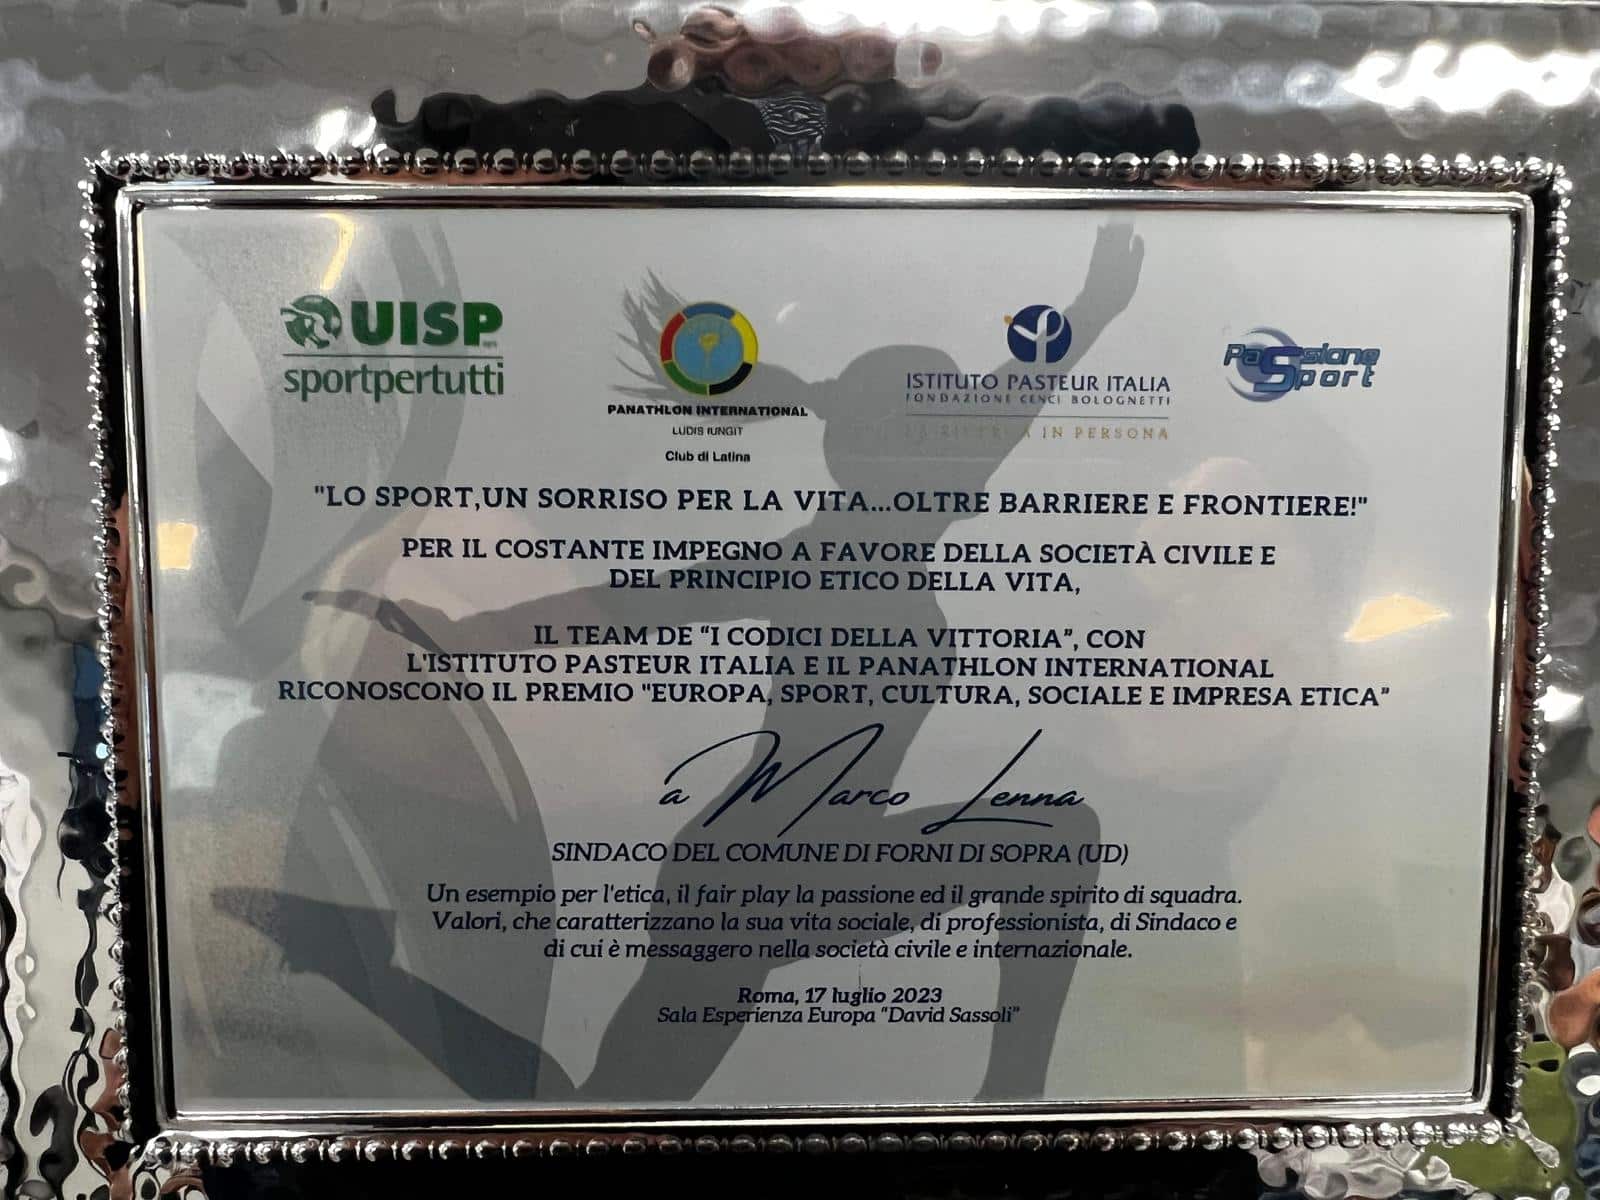 UISP
sportpertutti
PANATHLON INTERNATIONAL
LUDIS IUNGIT
Club di Latina
ISTITUTO PASTEUR ITALIA
FONDAZIONE CENCI BOLOGNETTI
IN PERSONA
Passione
Sport
"LO SPORT,UN SORRISO PER LA VITA...OLTRE BARRIERE E FRONTIERE!"
PER IL COSTANTE IMPEGNO A FAVORE DELLA SOCIETÀ CIVILE E
DEL PRINCIPIO ETICO DELLA VITA,
IL TEAM DE “I CODICI DELLA VITTORIA”, CON
L'ISTITUTO PASTEUR ITALIA E IL PANATHLON INTERNATIONAL
RICONOSCONO IL PREMIO "EUROPA, SPORT, CULTURA, SOCIALE E IMPRESA ETICA”
a Marco Lenna
SINDACO DEL COMUNE DI FORNI DI SOPRA (UD)
Un esempio per l'etica, il fair play la passione ed il grande spirito di squadra.
Valori, che caratterizzano la sua vita sociale, di professionista, di Sindaco e
di cui è messaggero nella società civile e internazionale.
Roma, 17 luglio 2023
Sala Esperienza Europa “David Sassoli”